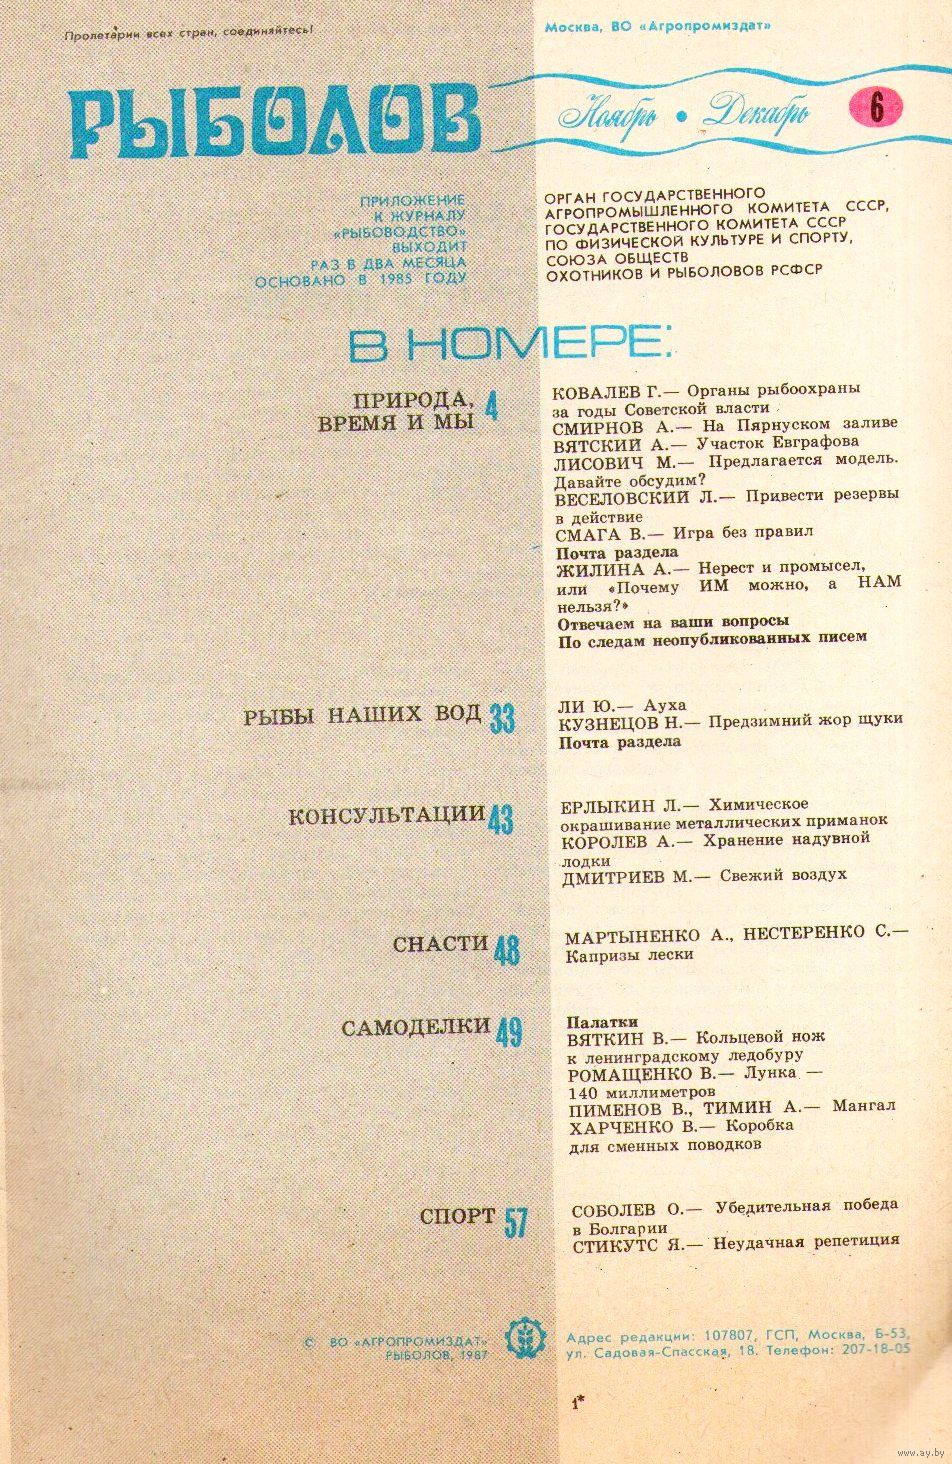 Пролетарии всех стран, соединяйтесь!
Москва, ВО «Агропромиздат»
РЫБОЛОВ
Ноябрь • Декабрь
6
ПРИЛОЖЕНИЕ
К ЖУРНАЛУ
«РЫБОВОДСТВО»
ВЫХОДИТ
РАЗ В ДВА МЕСЯЦА
ОСНОВАНО В 1985 ГОДУ
ОРГАН ГОСУДАРСТВЕННОГО
АГРОПРОМЫШЛЕННОГО КОМИТЕТА СССР,
ГОСУДАРСТВЕННОГО КОМИТЕТА СССР
ПО ФИЗИЧЕСКОЙ КУЛЬТУРЕ И СПОРТУ,
СОЮЗА ОБЩЕСТВ
ОХОТНИКОВ И РЫБОЛОВОВ РСФСР
В НОМЕРЕ:
ПРИРОДА,
ВРЕМЯ И МЫ
4
КОВАЛЕВ Г.— Органы рыбоохраны
за годы Советской власти
СМИРНОВ А.— На Пярнуском заливе
ВЯТСКИЙ А.— Участок Евграфова
ЛИСОВИЧ М.— Предлагается модель.
Давайте обсудим?
ВЕСЕЛОВСКИЙ Л.— Привести резервы
в действие
СМАГА В.— Игра без правил
Почта раздела
ЖИЛИНА А.— Нерест и промысел,
или «Почему ИМ можно, а НАМ
нельзя?»
Отвечаем на ваши вопросы
По следам неопубликованных писем
РЫБЫ НАШИХ ВОД 33
ЛИ Ю.— Ауха
КУЗНЕЦОВ Н.— Предзимний жор щуки
Почта раздела
КОНСУЛЬТАЦИИ 43
ЕРЛЫКИН Л.— Химическое
окрашивание металлических приманок
КОРОЛЕВ А.— Хранение надувной
лодки
ДМИТРИЕВ М.— Свежий воздух
СНАСТИ 48
МАРТЫНЕНКО А., НЕСТЕРЕНКО С.—
Капризы лески
САМОДЕЛКИ 49
Палатки
ВЯТКИН В.— Кольцевой нож
к ленинградскому ледобуру
РОМАЩЕНКО В.— Лунка —
140 миллиметров
ПИМЕНОВ В., ТИМИН А.— Мангал
ХАРЧЕНКО В.— Коробка
для сменных поводков
СПОРТ 57
СОБОЛЕВ О.— Убедительная победа
в Болгарии
СТИКУТС Я.— Неудачная репетиция
© ВО «АГРОПРОМИЗДАТ»
РЫБОЛОВ, 1987
Адрес редакции: 107807, ГСП, Москва, Б-53,
ул. Садовая-Спасская, 18. Телефон: 207-18-05
1*
www.ay.by